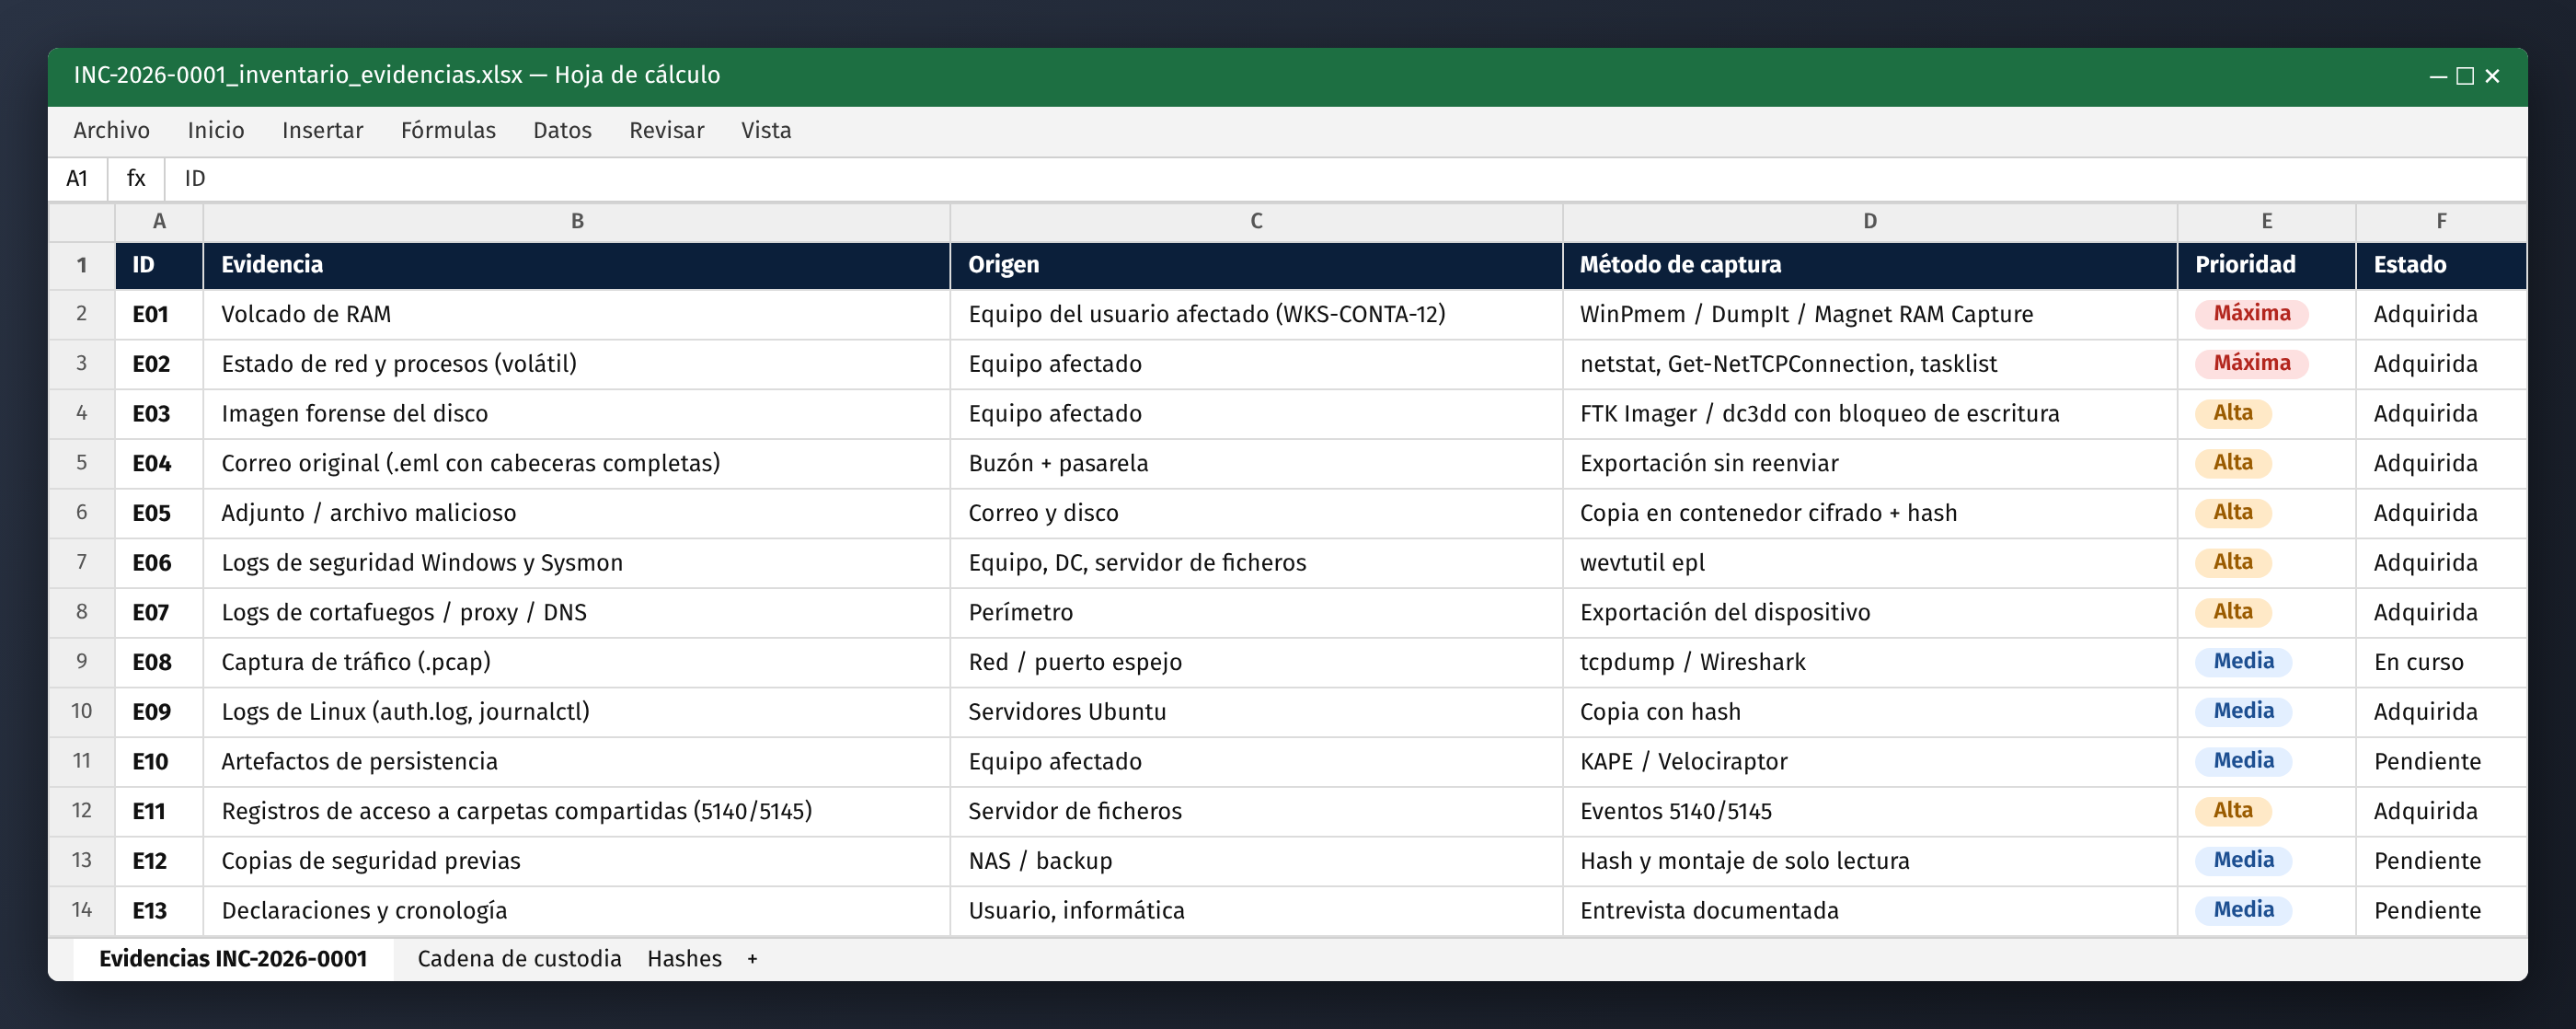 INC-2026-0001_inventario_evidencias.xlsx — Hoja de cálculo
Archivo Inicio Insertar Fórmulas Datos Revisar Vista
A1 fx ID
A B C D E F
1 ID Evidencia Origen Método de captura Prioridad Estado
2 E01 Volcado de RAM Equipo del usuario afectado (WKS-CONTA-12) WinPmem / DumpIt / Magnet RAM Capture Máxima Adquirida
3 E02 Estado de red y procesos (volátil) Equipo afectado netstat, Get-NetTCPConnection, tasklist Máxima Adquirida
4 E03 Imagen forense del disco Equipo afectado FTK Imager / dc3dd con bloqueo de escritura Alta Adquirida
5 E04 Correo original (.eml con cabeceras completas) Buzón + pasarela Exportación sin reenviar Alta Adquirida
6 E05 Adjunto / archivo malicioso Correo y disco Copia en contenedor cifrado + hash Alta Adquirida
7 E06 Logs de seguridad Windows y Sysmon Equipo, DC, servidor de ficheros wevtutil epl Alta Adquirida
8 E07 Logs de cortafuegos / proxy / DNS Perímetro Exportación del dispositivo Alta Adquirida
9 E08 Captura de tráfico (.pcap) Red / puerto espejo tcpdump / Wireshark Media En curso
10 E09 Logs de Linux (auth.log, journalctl) Servidores Ubuntu Copia con hash Media Adquirida
11 E10 Artefactos de persistencia Equipo afectado KAPE / Velociraptor Media Pendiente
12 E11 Registros de acceso a carpetas compartidas (5140/5145) Servidor de ficheros Eventos 5140/5145 Alta Adquirida
13 E12 Copias de seguridad previas NAS / backup Hash y montaje de solo lectura Media Pendiente
14 E13 Declaraciones y cronología Usuario, informática Entrevista documentada Media Pendiente
Evidencias INC-2026-0001 Cadena de custodia Hashes +